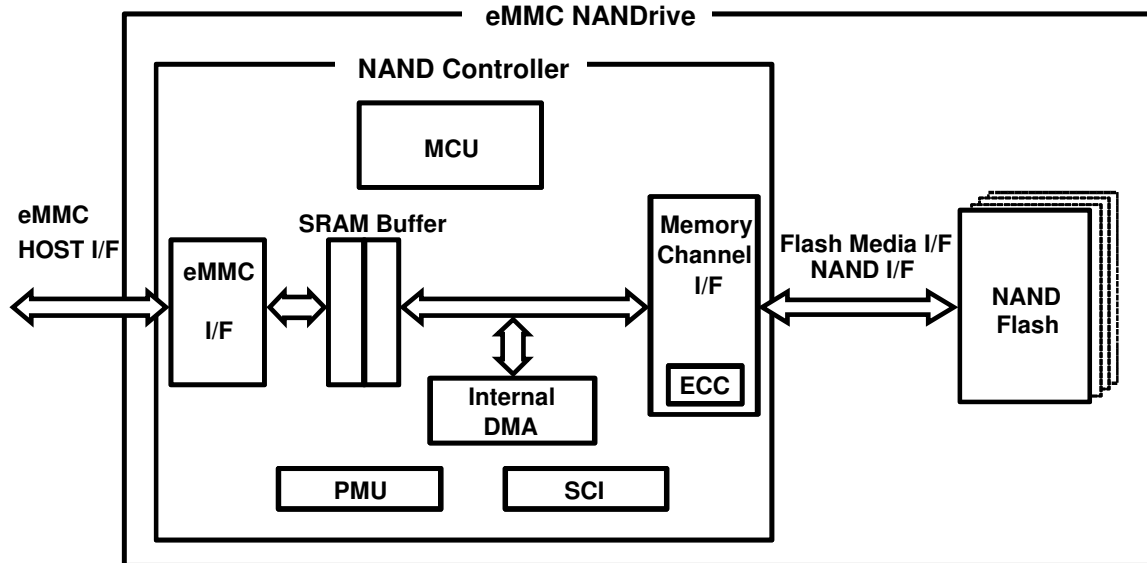 eMMC NANDrive
NAND Controller
MCU
eMMC
HOST I/F
SRAM Buffer
eMMC
I/F
Memory
Channel
I/F
ECC
Flash Media I/F
NAND I/F
NAND
Flash
Internal
DMA
PMU
SCI